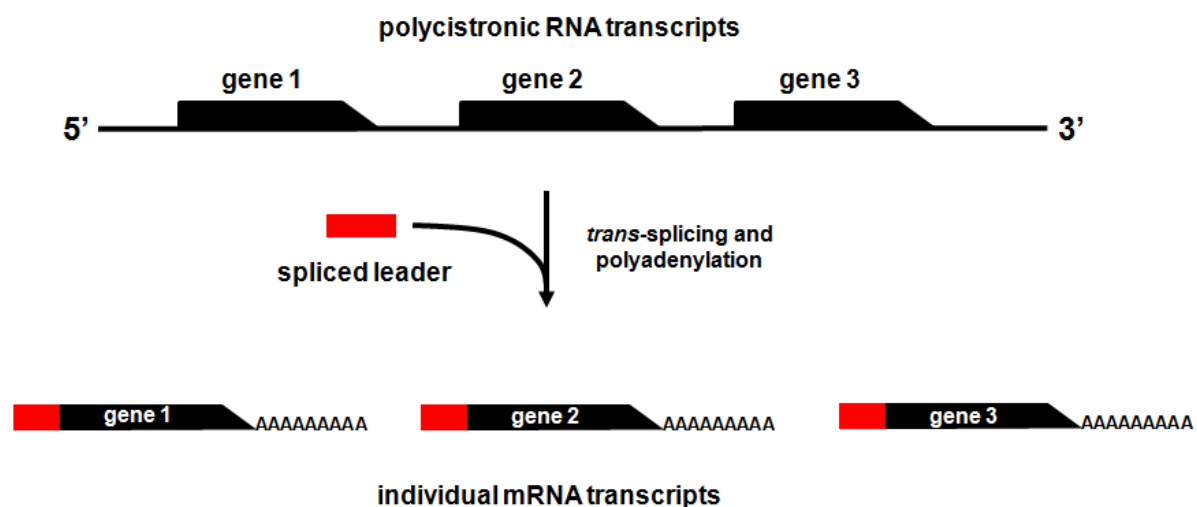 polycistronic RNA transcripts
gene 1
gene 2
gene 3
5’
3’
trans-splicing and
polyadenylation
spliced leader
gene 1
AAAAAAAAA
gene 2
AAAAAAAAA
gene 3
AAAAAAAAA
individual mRNA transcripts